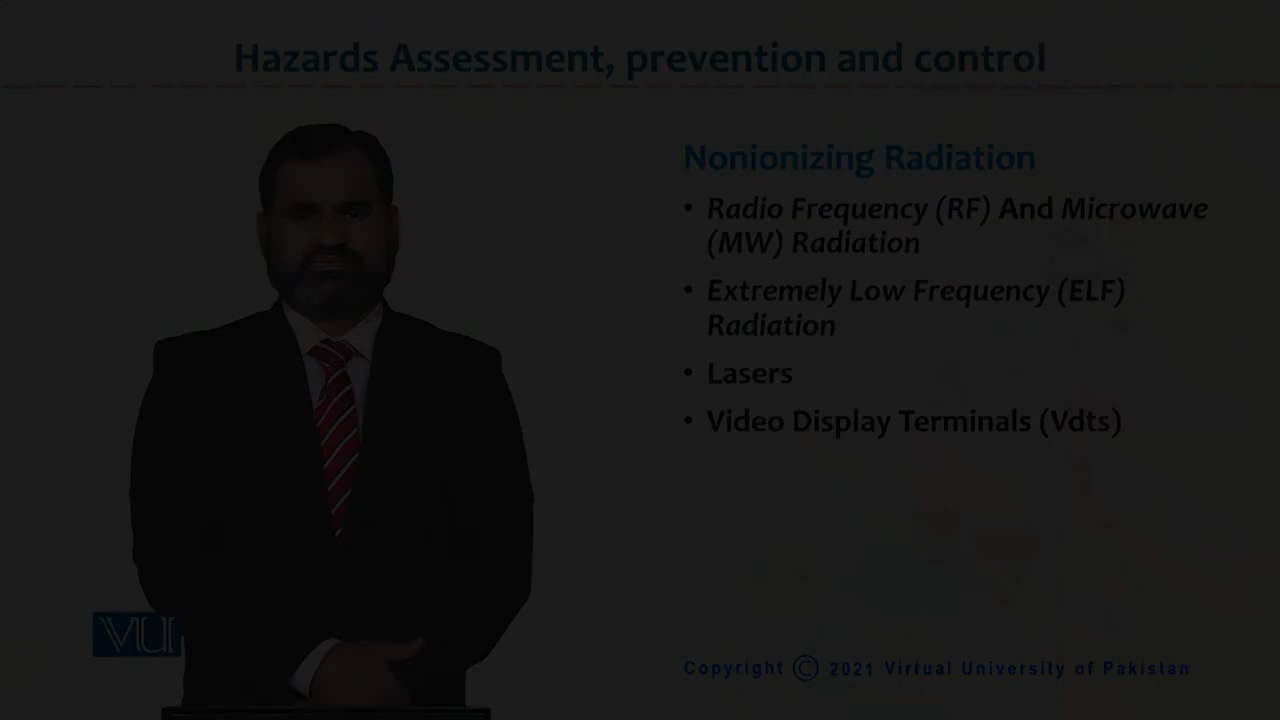 Hazards Assessment, prevention and control
Nonionizing Radiation
• Radio Frequency (RF) And Microwave
(MW) Radiation
• Extremely Low Frequency (ELF)
Radiation
• Lasers
• Video Display Terminals (Vdts)
VU
Copyright © 2021 Virtual University of Pakistan